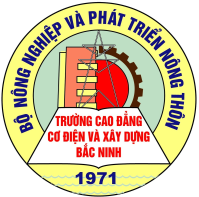 BỘ NÔNG NGHIỆP VÀ PHÁT TRIỂN NÔNG THÔN
TRƯỜNG CAO ĐẲNG
CƠ ĐIỆN VÀ XÂY DỰNG
BẮC NINH
1971